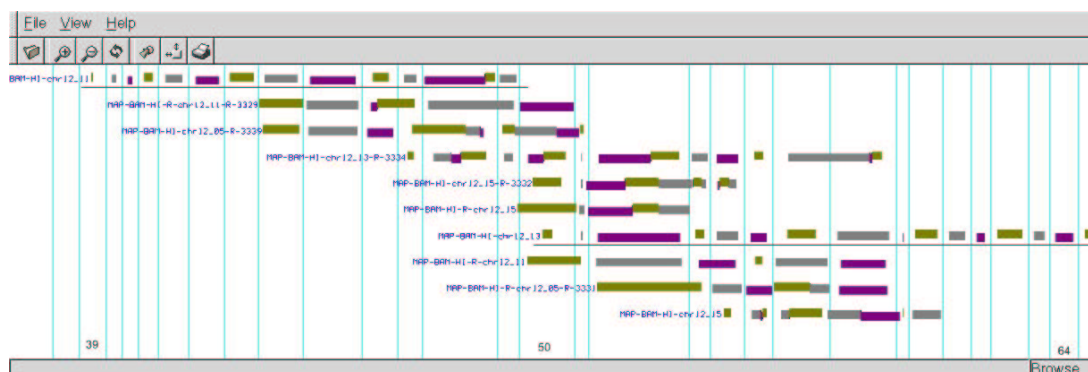 File View Help
BAM-HI-chr12_11
MAP-BAM-HI-R-chr12_11-R-3329
MAP-BAM-HI-chr12_05-R-3339
MAP-BAM-HI-chr12_13-R-3334
MAP-BAM-HI-chr12_15-R-3332
MAP-BAM-HI-R-chr12_15
MAP-BAM-HI-chr12_13
MAP-BAM-HI-R-chr12_11
MAP-BAM-HI-R-chr12_05-R-3331
MAP-BAM-HI-chr12_15
39 50 64
Browse